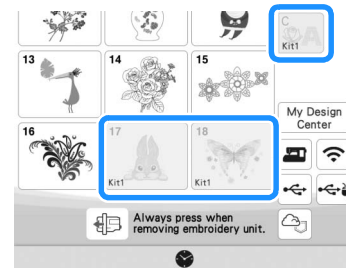 C
Kit1
13
14
15
16
17
18
Kit1
Kit1
My Design
Center
Always press when
removing embroidery unit.